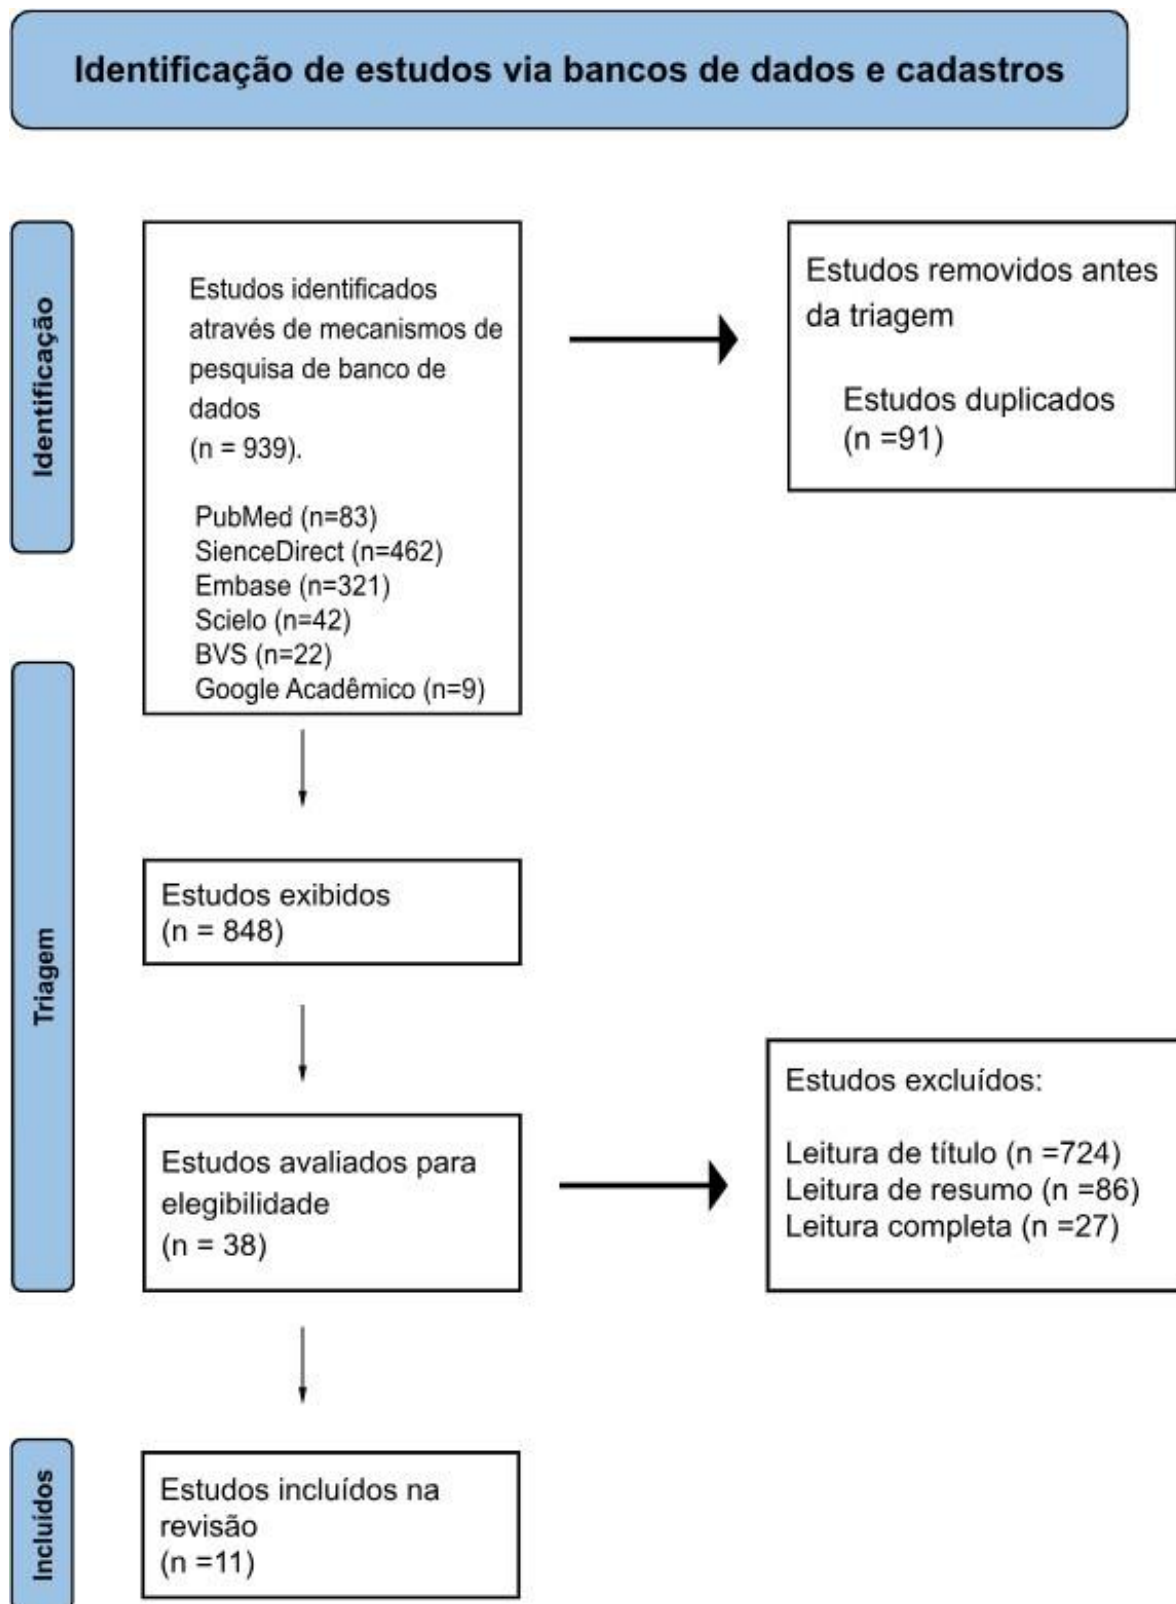 Identificação de estudos via bancos de dados e cadastros
Identificação
Estudos identificados
através de mecanismos de
pesquisa de banco de
dados
(n = 939).
PubMed (n=83)
SienceDirect (n=462)
Embase (n=321)
Scielo (n=42)
BVS (n=22)
Google Acadêmico (n=9)
Estudos removidos antes
da triagem
Estudos duplicados
(n =91)
Triagem
Estudos exibidos
(n = 848)
Estudos avaliados para
elegibilidade
(n = 38)
Estudos excluídos:
Leitura de título (n =724)
Leitura de resumo (n =86)
Leitura completa (n =27)
Incluídos
Estudos incluídos na
revisão
(n =11)